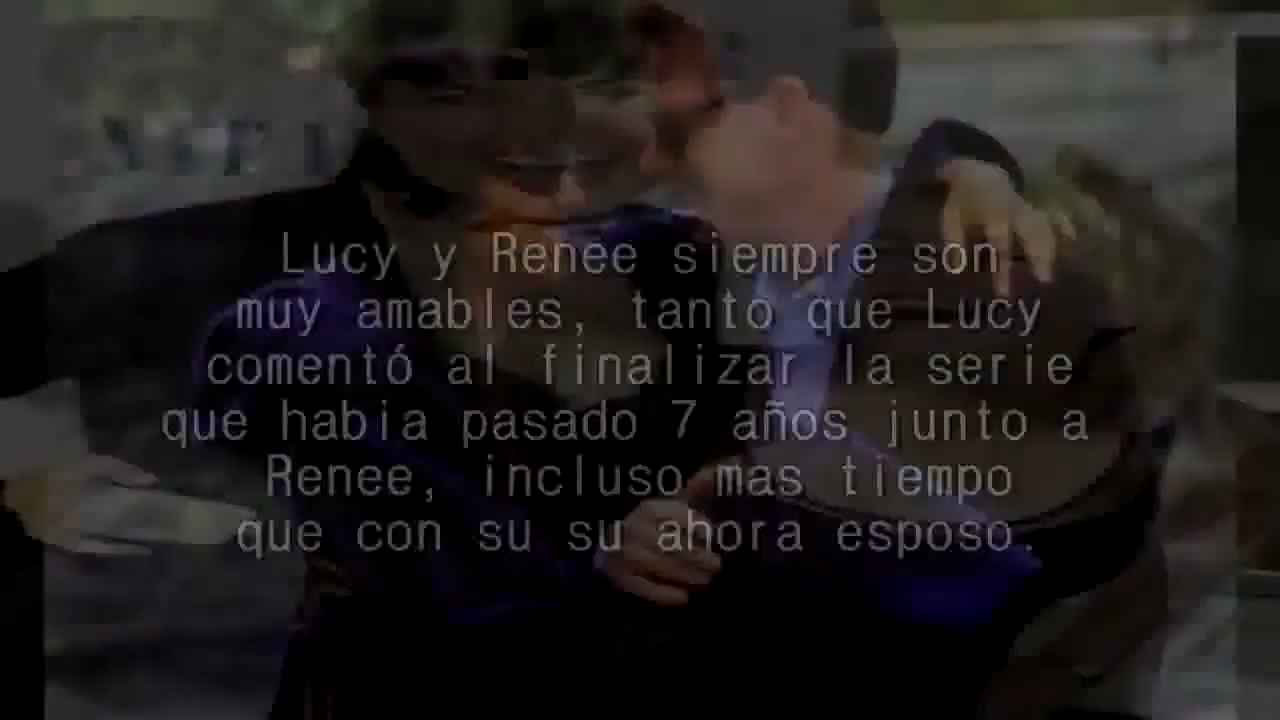 Lucy y Renee siempre son
muy amables, tanto que Lucy
comentó al finalizar la serie
que habia pasado 7 años junto a
Renee, incluso mas tiempo
que con su su ahora esposo.